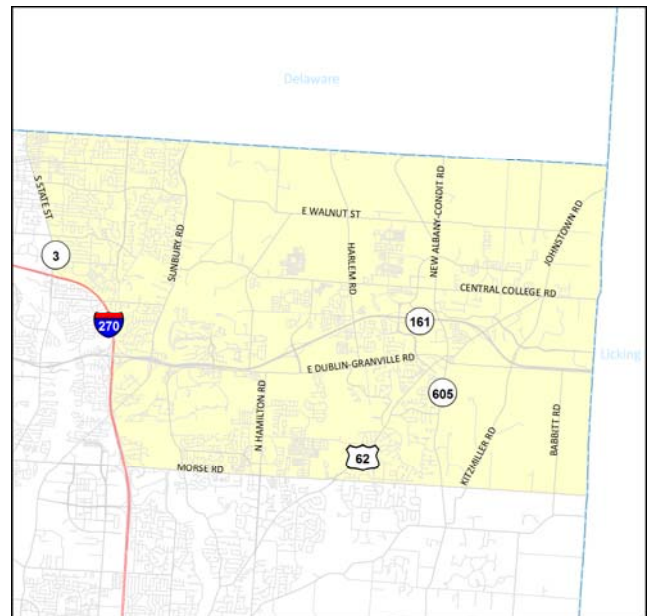 Delaware
S STATE ST
E WALNUT ST
NEW ALBANY-CONDIT RD
JOHNSTOWN RD
SUNBURY RD
HARLEM RD
3
CENTRAL COLLEGE RD
270
161
Licking
E DUBLIN-GRANVILLE RD
605
N HAMILTON RD
BABBITT RD
KITZMILLER RD
62
MORSE RD